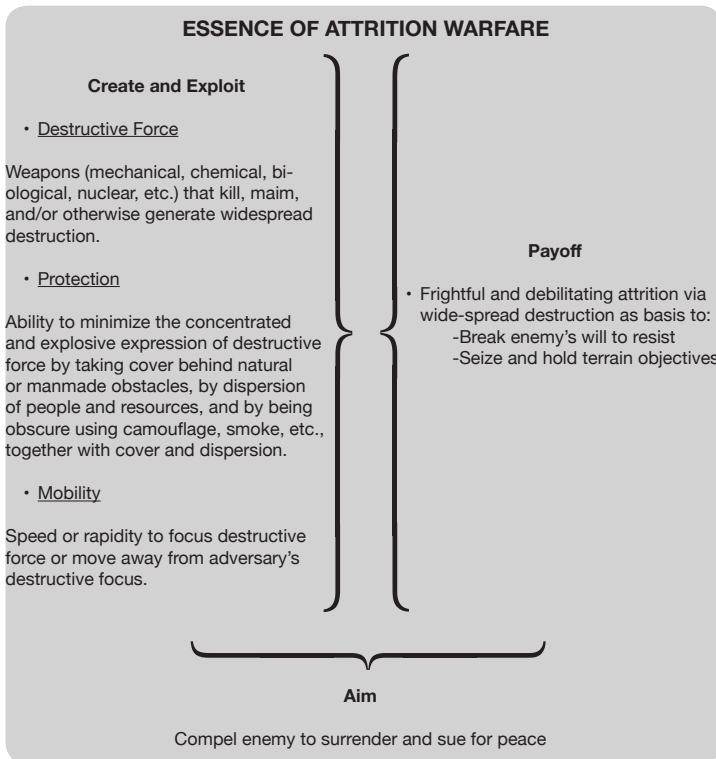 ESSENCE OF ATTRITION WARFARE
Create and Exploit
• Destructive Force
Weapons (mechanical, chemical, bi-
ological, nuclear, etc.) that kill, maim,
and/or otherwise generate widespread
destruction.
• Protection
Ability to minimize the concentrated
and explosive expression of destructive
force by taking cover behind natural
or manmade obstacles, by dispersion
of people and resources, and by being
obscure using camouflage, smoke, etc.,
together with cover and dispersion.
• Mobility
Speed or rapidity to focus destructive
force or move away from adversary's
destructive focus.
Payoff
• Frightful and debilitating attrition via
wide-spread destruction as basis to:
-Break enemy's will to resist
-Seize and hold terrain objectives
Aim
Compel enemy to surrender and sue for peace